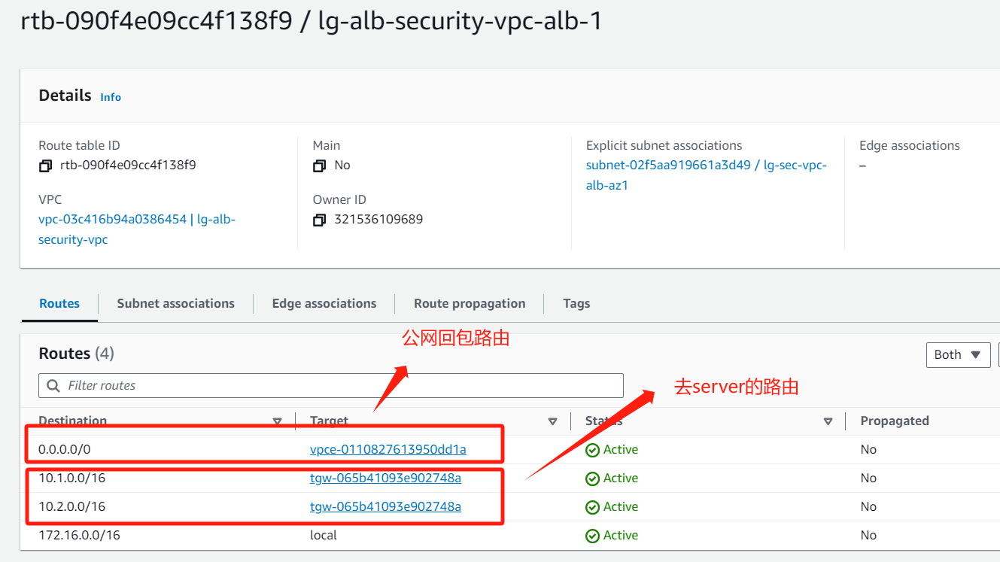 rtb-090f4e09cc4f138f9 / lg-alb-security-vpc-alb-1
Details Info
Route table ID
rtb-090f4e09cc4f138f9
Main
No
Explicit subnet associations
subnet-02f5aa919661a3d49 / lg-sec-vpc-
alb-az1
Edge associations
–
VPC
vpc-03c416b94a0386454 | lg-alb-
security-vpc
Owner ID
321536109689
Routes Subnet associations Edge associations Route propagation Tags
公网回包路由
Routes (4)
Both
Filter routes
去server的路由
Destination Target Status Propagated
0.0.0.0/0 vpce-0110827613950dd1a Active No
10.1.0.0/16 tgw-065b41093e902748a Active No
10.2.0.0/16 tgw-065b41093e902748a Active No
172.16.0.0/16 local Active No